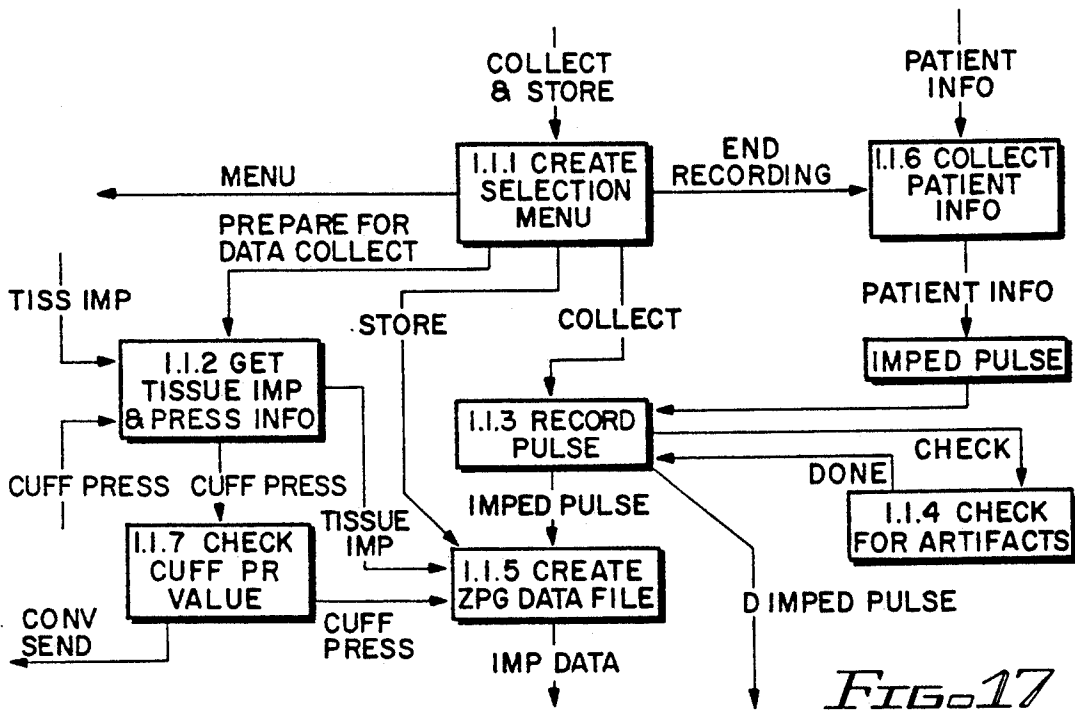 COLLECT
& STORE
PATIENT
INFO
1.1.1 CREATE
SELECTION
MENU
END
RECORDING
1.1.6 COLLECT
PATIENT
INFO
MENU
PREPARE FOR
DATA COLLECT
TISS IMP
STORE
COLLECT
PATIENT INFO
1.1.2 GET
TISSUE IMP
& PRESS INFO
IMPED PULSE
1.1.3 RECORD
PULSE
CHECK
DONE
CUFF PRESS
CUFF PRESS
TISSUE
IMP
IMPED PULSE
1.1.4 CHECK
FOR ARTIFACTS
1.1.7 CHECK
CUFF PR
VALUE
1.1.5 CREATE
ZPG DATA FILE
CONV
SEND
CUFF
PRESS
D IMPED PULSE
IMP DATA
FIG. 17